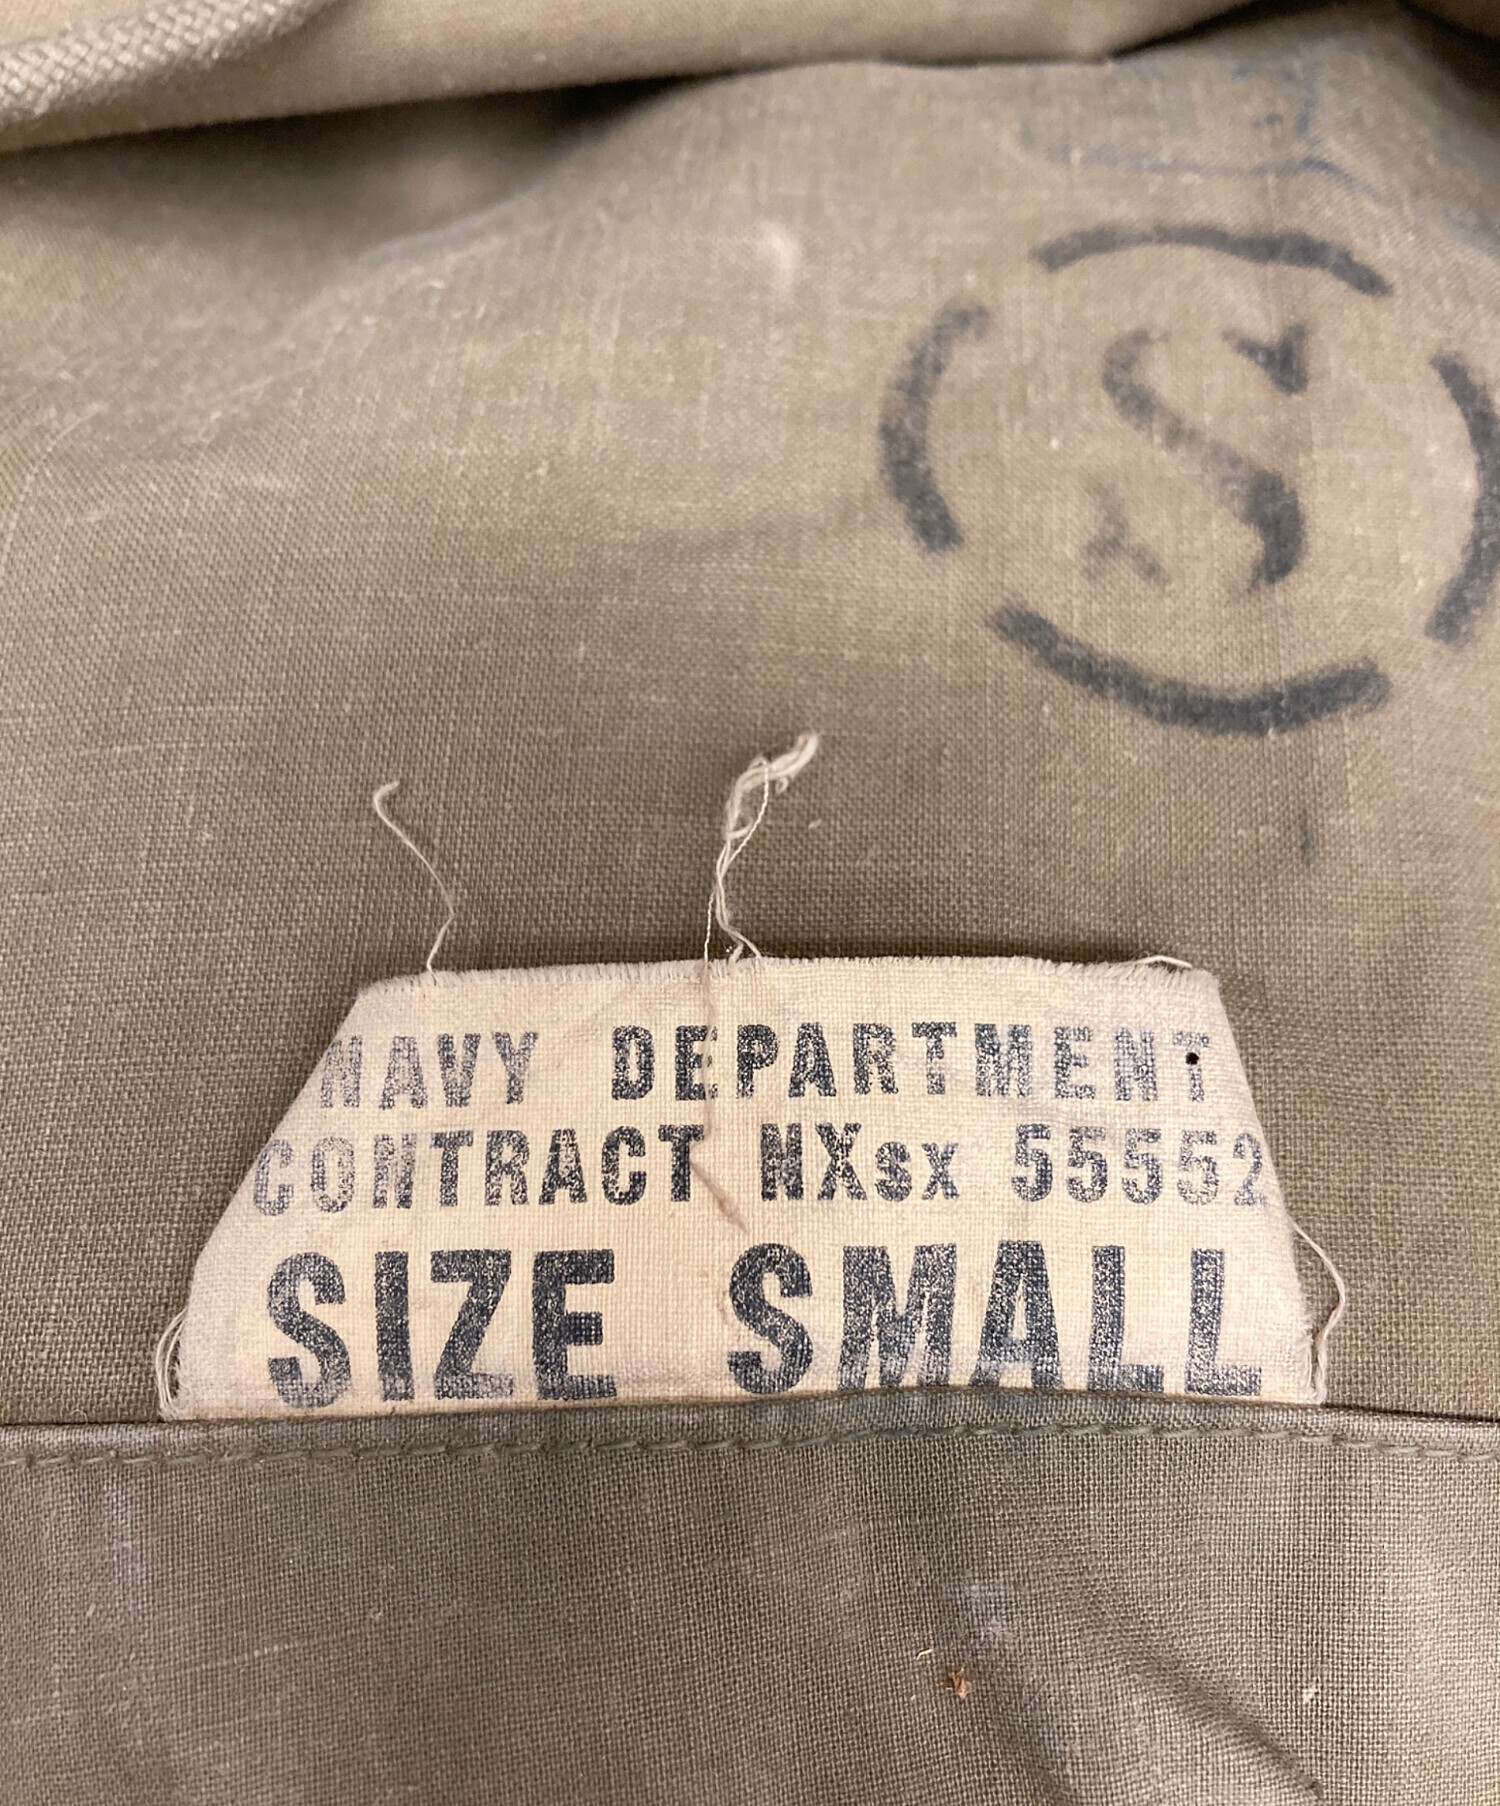 S
NAVY DEPARTMENT
CONTRACT NXsx 55552
SIZE SMALL